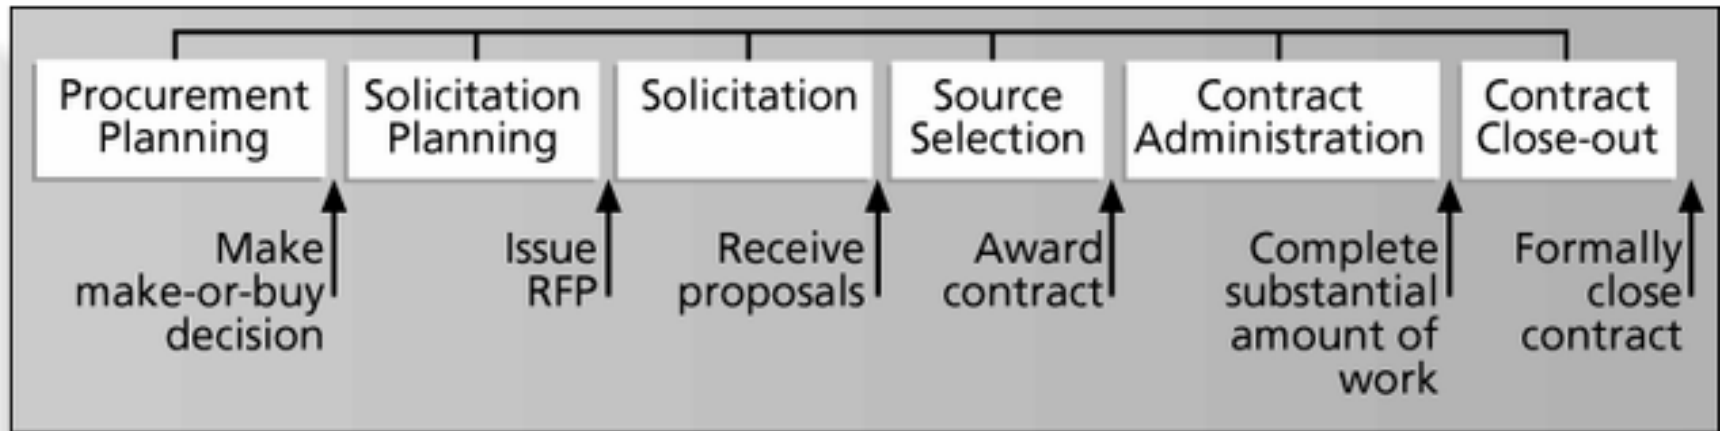 Procurement
Planning
Solicitation
Planning
Solicitation
Source
Selection
Contract
Administration
Contract
Close-out
Make
make-or-buy
decision
Issue
RFP
Receive
proposals
Award
contract
Complete
substantial
amount of
work
Formally
close
contract